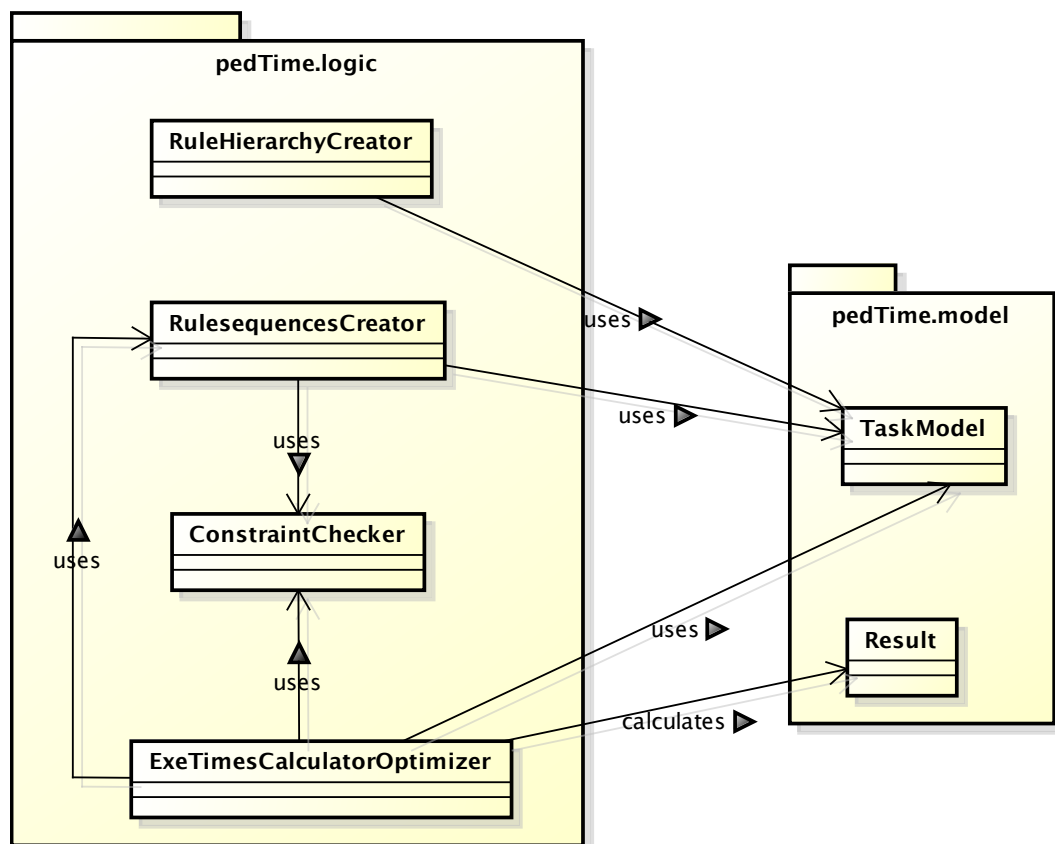 pedTime.logic
RuleHierarchyCreator
uses
pedTime.model
RulesequencesCreator
uses
TaskModel
uses
ConstraintChecker
uses
uses
Result
uses
calculates
ExeTimesCalculatorOptimizer